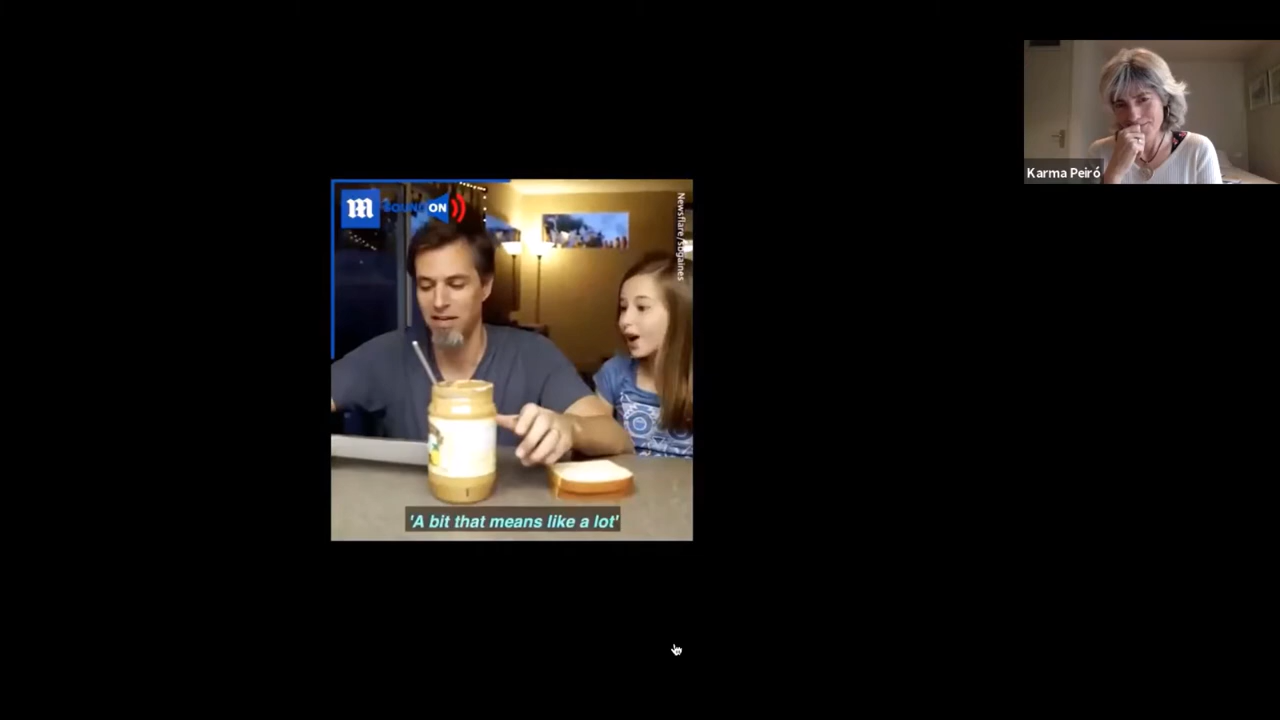 m
SOUND ON
Newsflare/sbgaines
'A bit that means like a lot'
Karma Peiró